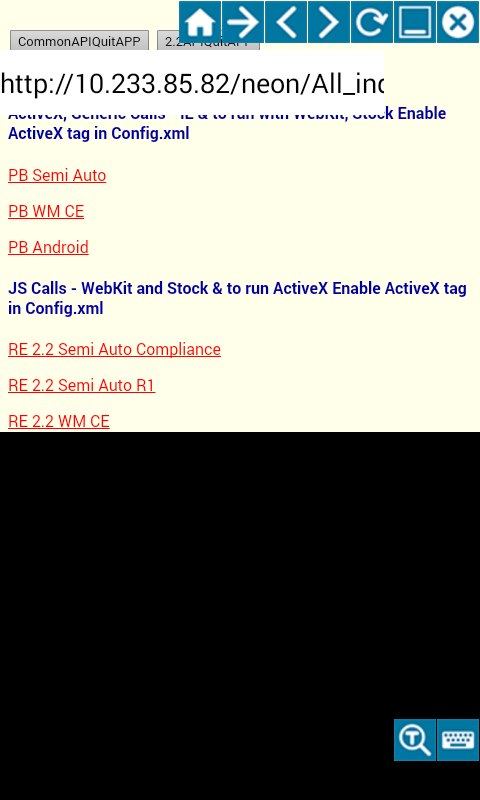 CommonAPIQuitAPP 2.2APIQuitAPP
http://10.233.85.82/neon/All_ind
ActiveX, Generic Calls - IE & to run with WebKit, Stock Enable
ActiveX tag in Config.xml
PB Semi Auto
PB WM CE
PB Android
JS Calls - WebKit and Stock & to run ActiveX Enable ActiveX tag
in Config.xml
RE 2.2 Semi Auto Compliance
RE 2.2 Semi Auto R1
RE 2.2 WM CE